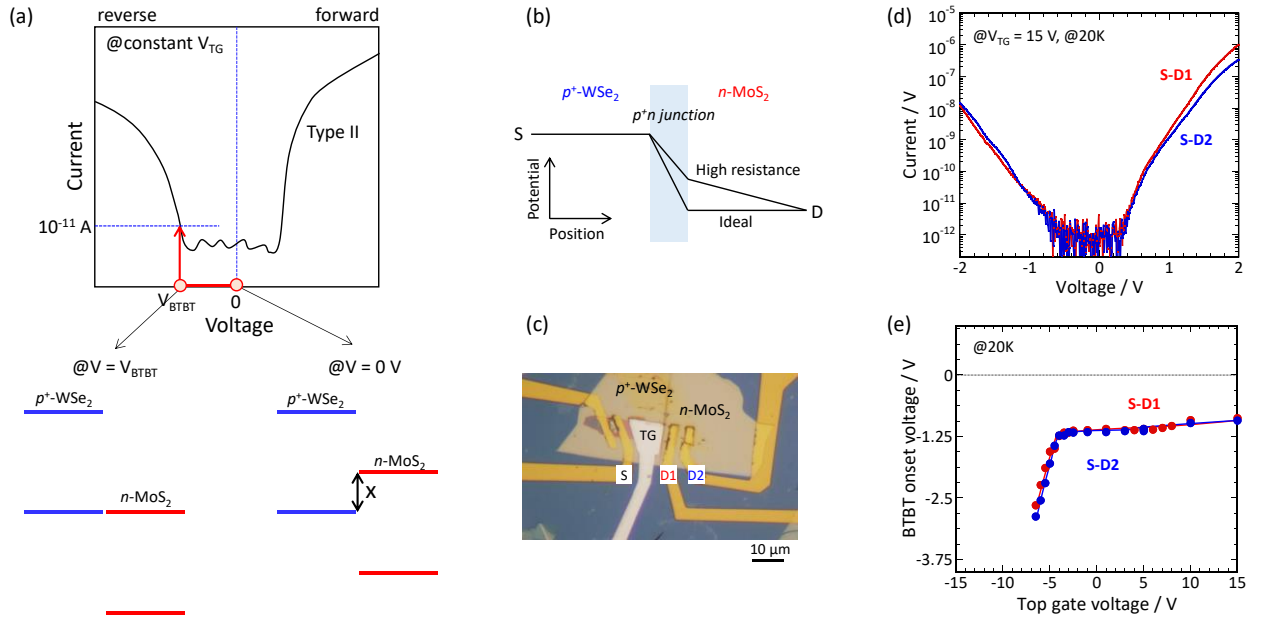 (a)
reverse
forward
@constant V_TG
Current
Type II
10⁻¹¹ A
V_BTBT
0
Voltage
@V = V_BTBT
@V = 0 V
p⁺-WSe₂
n-MoS₂
p⁺-WSe₂
n-MoS₂
X
(b)
p⁺-WSe₂
n-MoS₂
p⁺n junction
S
High resistance
Potential
Position
Ideal
D
(c)
p⁺-WSe₂
n-MoS₂
TG
S
D1
D2
10 μm
(d)
@V_TG = 15 V, @20K
S-D1
S-D2
Current / V
10⁻⁵
10⁻⁶
10⁻⁷
10⁻⁸
10⁻⁹
10⁻¹⁰
10⁻¹¹
10⁻¹²
-2
-1
0
1
2
Voltage / V
(e)
@20K
S-D1
S-D2
BTBT onset voltage / V
0
-1.25
-2.5
-3.75
-15
-10
-5
0
5
10
15
Top gate voltage / V